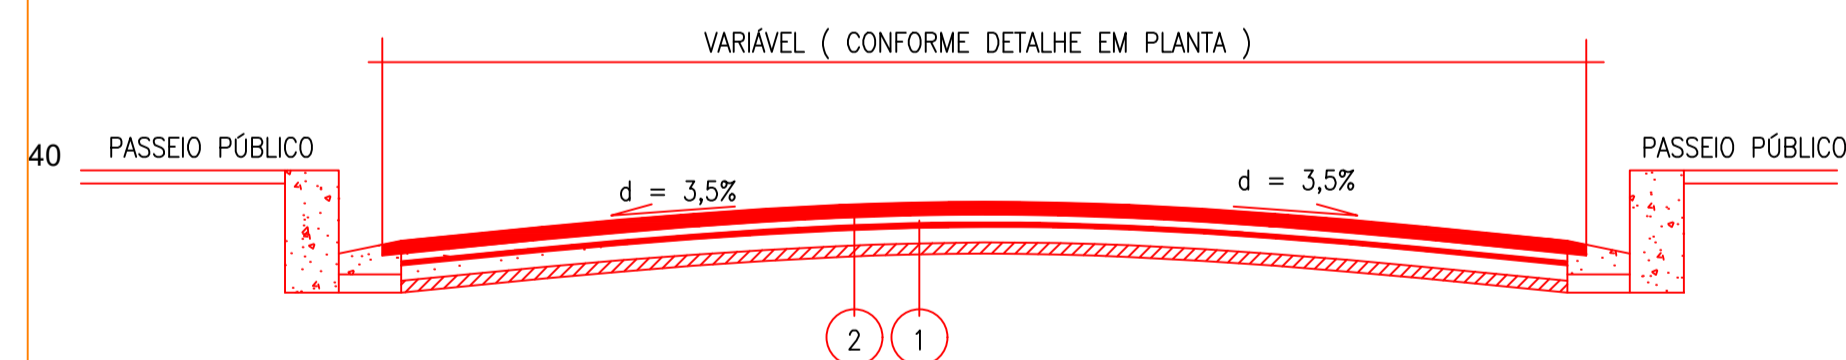 VARIÁVEL ( CONFORME DETALHE EM PLANTA )
40 PASSEIO PÚBLICO
PASSEIO PÚBLICO
d = 3,5%
d = 3,5%
2 1